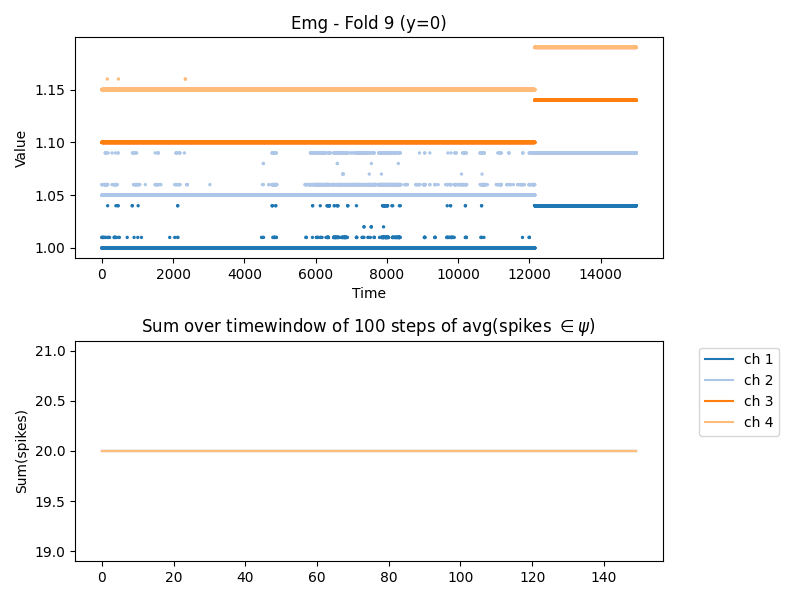 Emg - Fold 9 (y=0)
Value
1.15
1.10
1.05
1.00
0 2000 4000 6000 8000 10000 12000 14000
Time
Sum over timewindow of 100 steps of avg(spikes ∈ψ)
Sum(spikes)
21.0
20.5
20.0
19.5
19.0
0 20 40 60 80 100 120 140
ch 1
ch 2
ch 3
ch 4